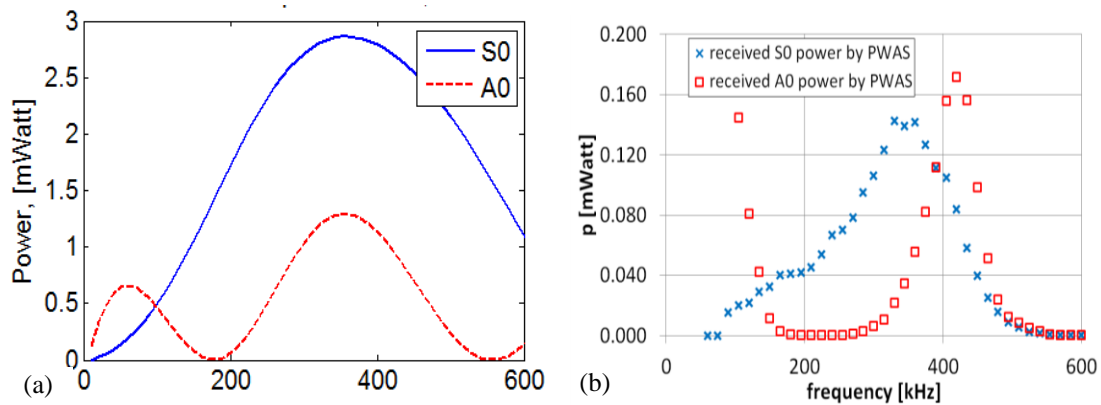 3
2.5
2
1.5
1
0.5
0
0
200
400
600
Power, [mWatt]
S0
A0
(a)
0.200
0.160
0.120
0.080
0.040
0.000
0
200
400
600
p [mWatt]
frequency [kHz]
received S0 power by PWAS
received A0 power by PWAS
(b)